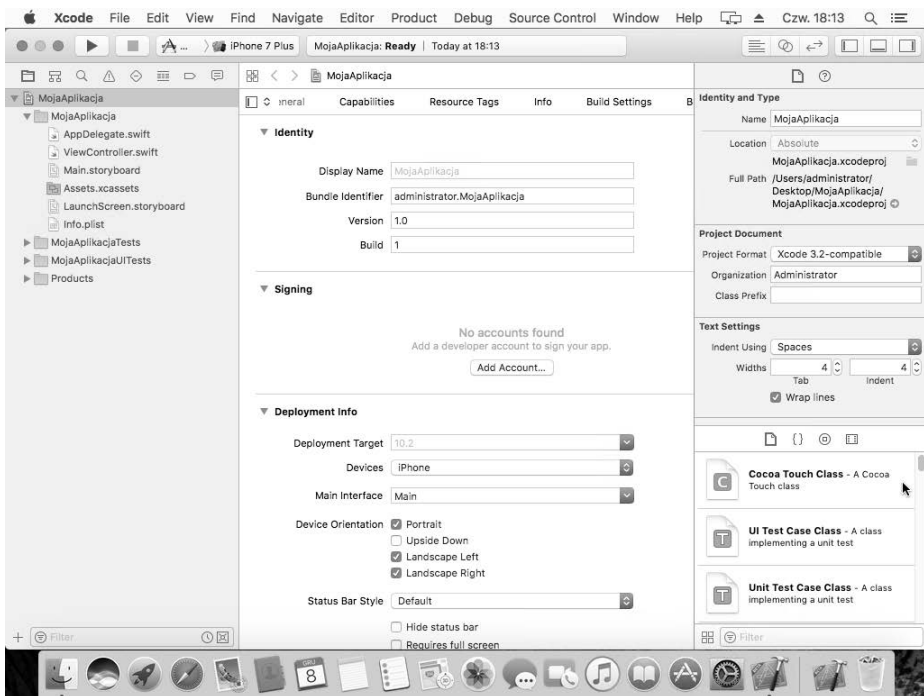 Xcode File Edit View Find Navigate Editor Product Debug Source Control Window Help Czw. 18:13
iPhone 7 Plus MojaAplikacja: Ready | Today at 18:13
MojaAplikacja
MojaAplikacja
AppDelegate.swift
ViewController.swift
Main.storyboard
Assets.xcassets
LaunchScreen.storyboard
Info.plist
MojaAplikacjaTests
MojaAplikacjaUITests
Products
Filter
MojaAplikacja
eneral Capabilities Resource Tags Info Build Settings B
Identity
Display Name MojaAplikacja
Bundle Identifier administrator.MojaAplikacja
Version 1.0
Build 1
Signing
No accounts found
Add a developer account to sign your app.
Add Account...
Deployment Info
Deployment Target 10.2
Devices iPhone
Main Interface Main
Device Orientation Portrait
Upside Down
Landscape Left
Landscape Right
Status Bar Style Default
Hide status bar
Requires full screen
Identity and Type
Name MojaAplikacja
Location Absolute
MojaAplikacja.xcodeproj
Full Path /Users/administrator/
Desktop/MojaAplikacja/
MojaAplikacja.xcodeproj
Project Document
Project Format Xcode 3.2-compatible
Organization Administrator
Class Prefix
Text Settings
Indent Using Spaces
Widths 4 4
Tab Indent
Wrap lines
{}
C
Cocoa Touch Class - A Cocoa
Touch class
T
UI Test Case Class - A class
implementing a unit test
T
Unit Test Case Class - A class
implementing a unit test
Filter
GRU
8